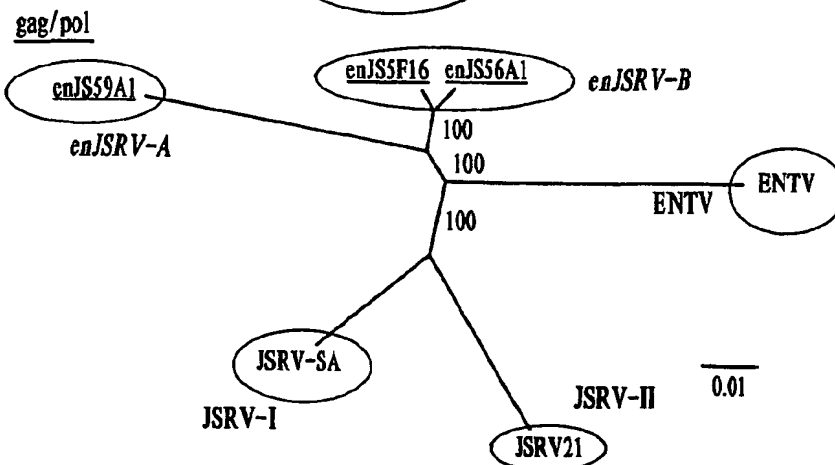 gag/pol
enJS59A1
enJSRV-A
enJS5F16 enJS56A1
enJSRV-B
100
100
100
ENTV
ENTV
JSRV-SA
JSRV-I
JSRV-II
JSRV21
0.01